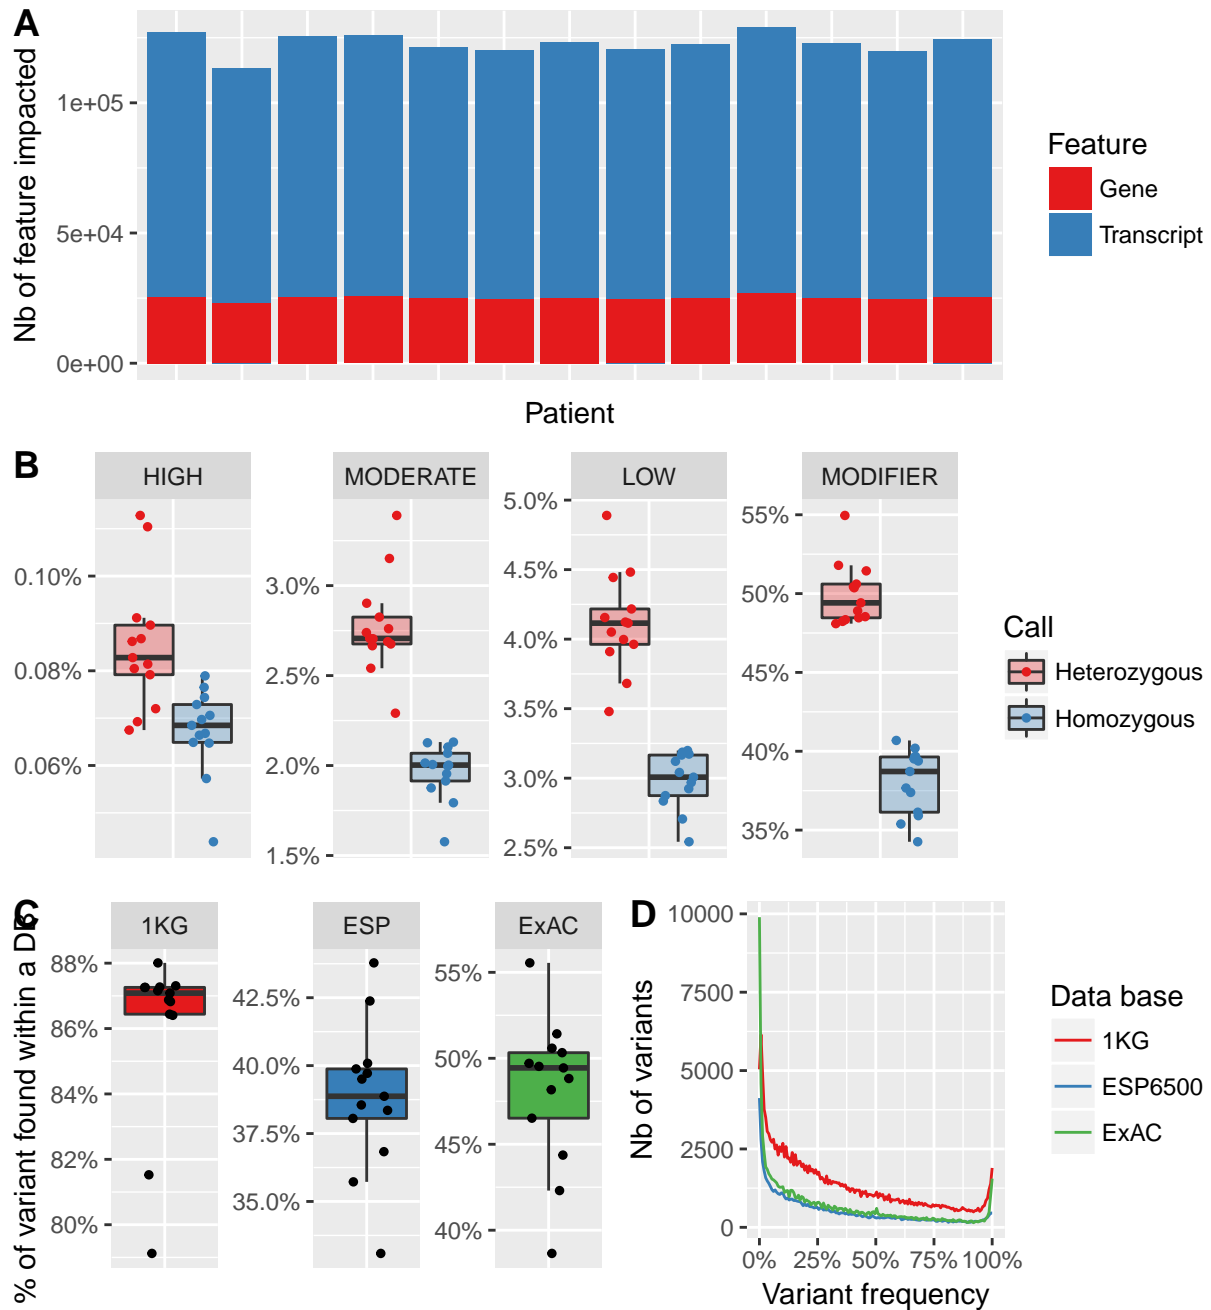 A
Nb of feature impacted
1e+05
5e+04
0e+00
Patient
Feature
Gene
Transcript
B
HIGH
MODERATE
LOW
MODIFIER
0.10%
0.08%
0.06%
3.0%
2.5%
2.0%
1.5%
5.0%
4.5%
4.0%
3.5%
3.0%
2.5%
55%
50%
45%
40%
35%
Call
Heterozygous
Homozygous
C
% of variant found within a DB
1KG
ESP
ExAC
88%
86%
84%
82%
80%
42.5%
40.0%
37.5%
35.0%
55%
50%
45%
40%
D
Nb of variants
10000
7500
5000
2500
0
0%
25%
50%
75%
100%
Variant frequency
Data base
1KG
ESP6500
ExAC